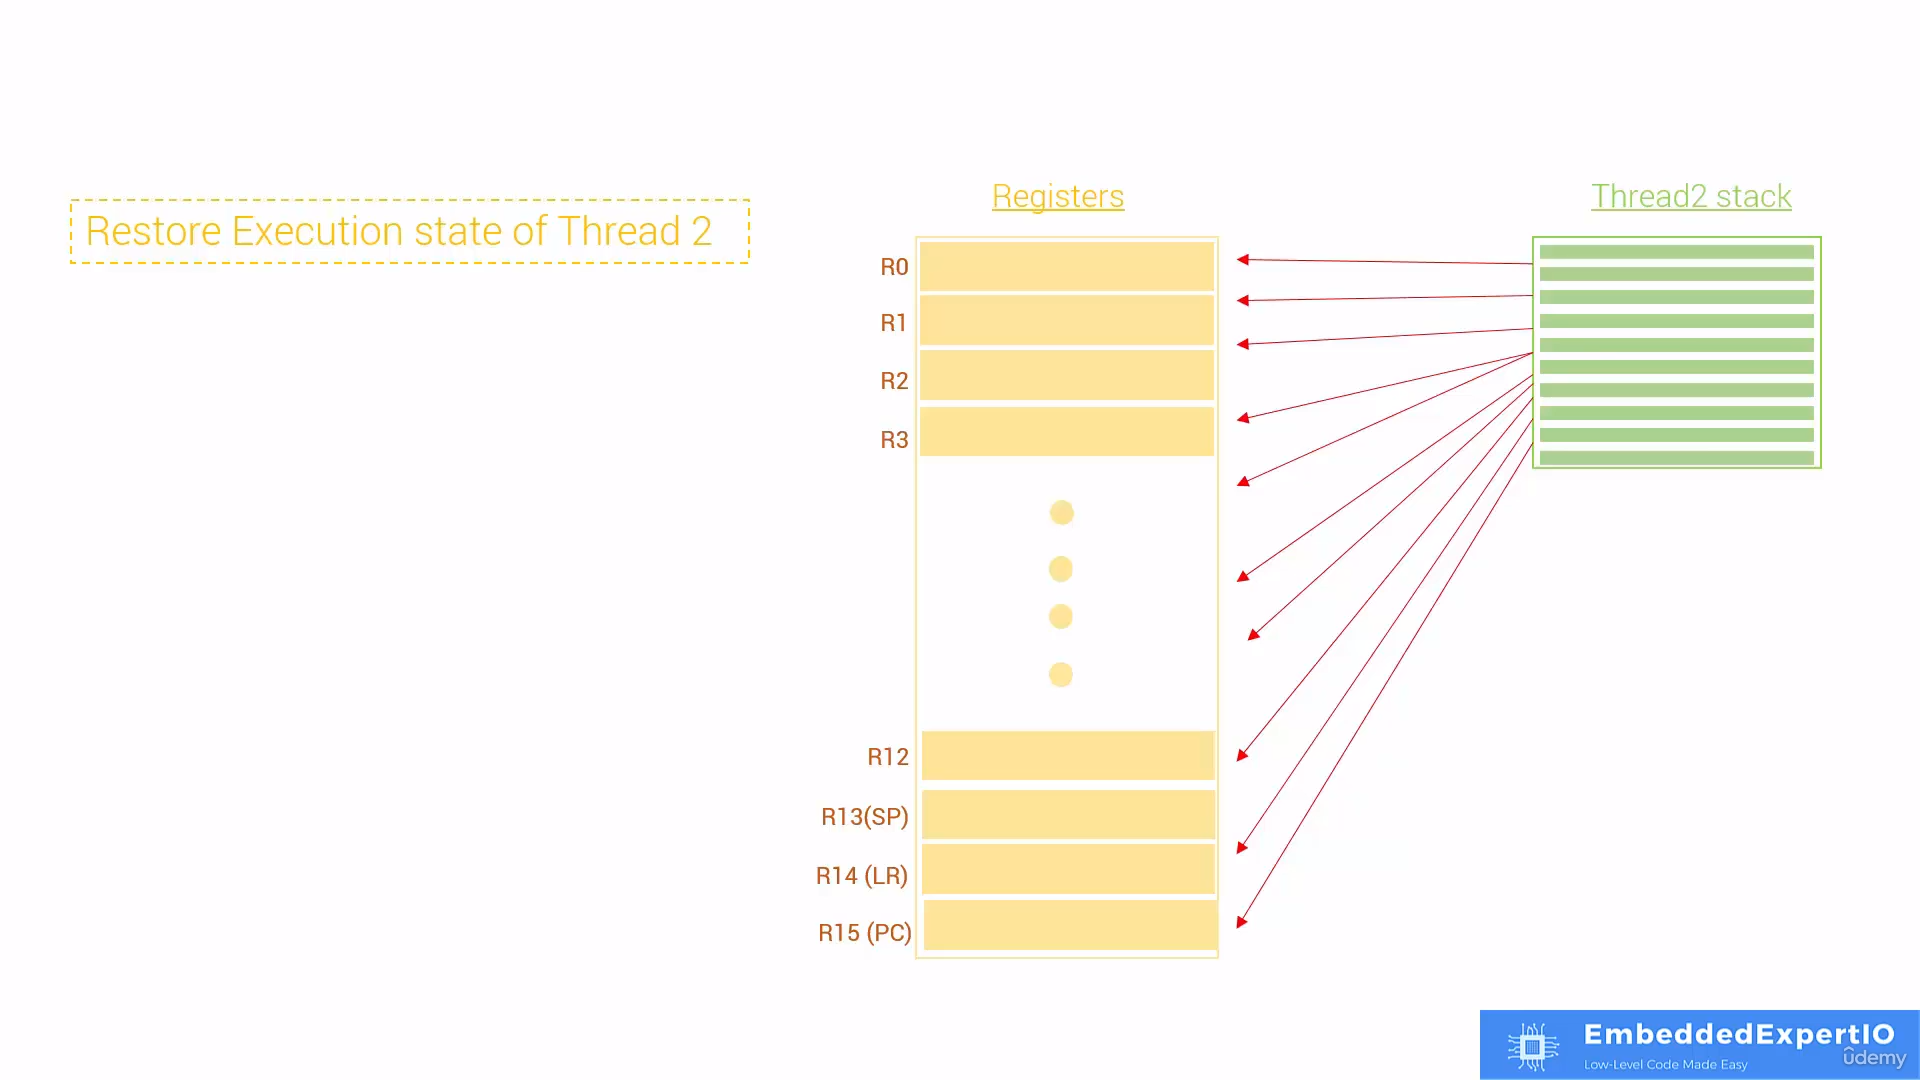 Restore Execution state of Thread 2
Registers
Thread2 stack
R0
R1
R2
R3
R12
R13(SP)
R14 (LR)
R15 (PC)
EmbeddedExpertIO
Low-Level Code Made Easy
ûdemy